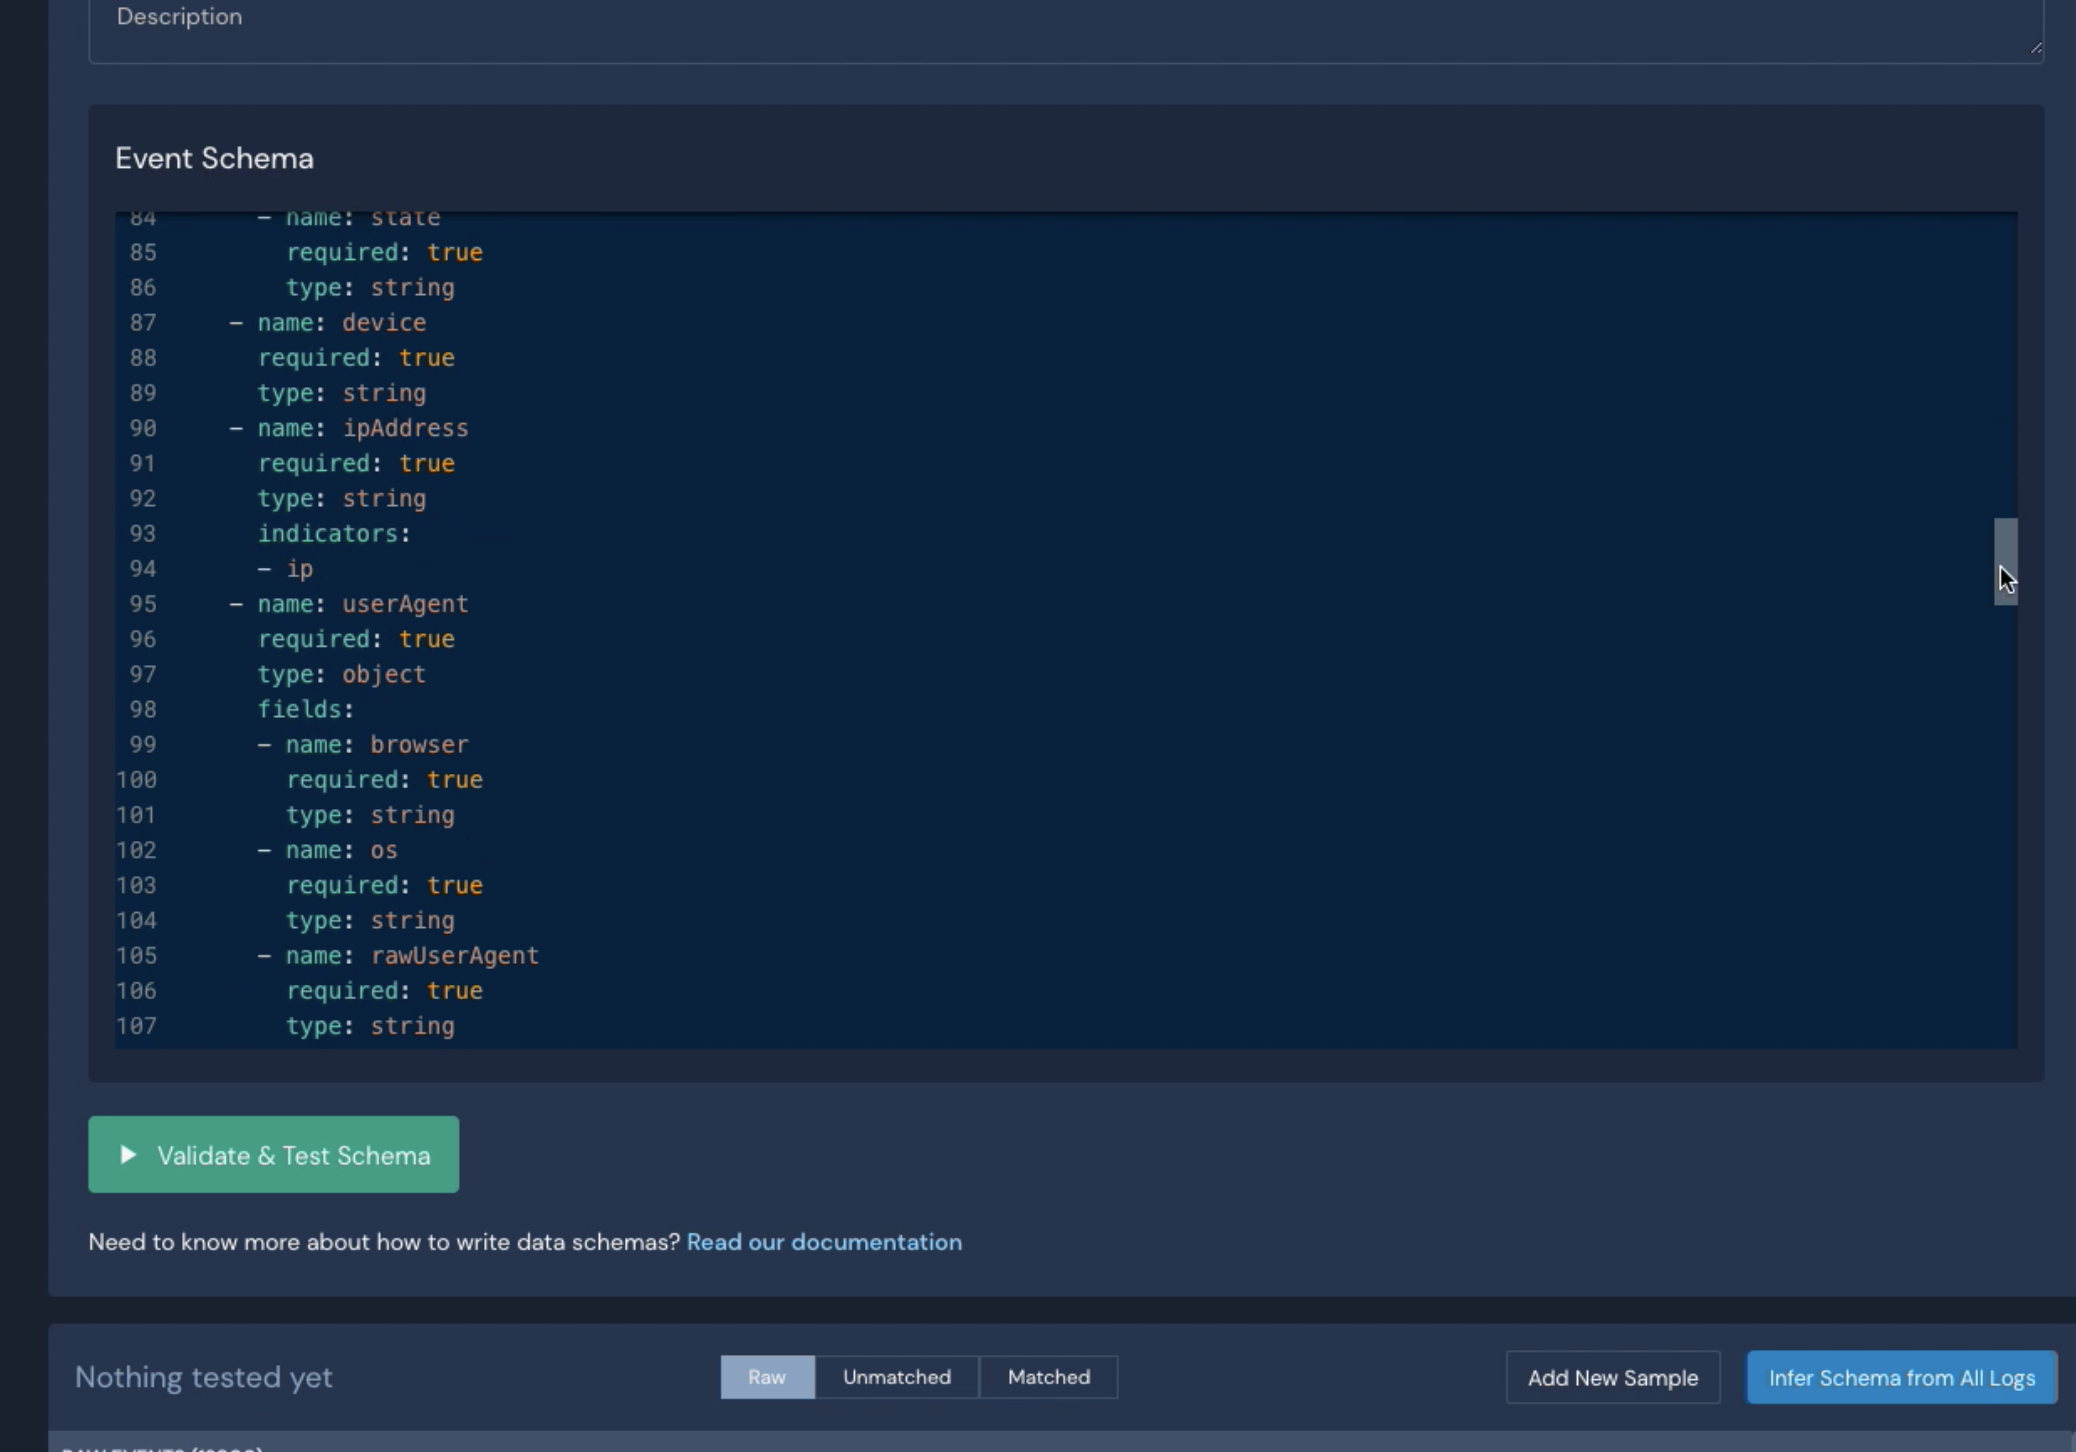 Description
Event Schema
84 - name: state
85 required: true
86 type: string
87 - name: device
88 required: true
89 type: string
90 - name: ipAddress
91 required: true
92 type: string
93 indicators:
94 - ip
95 - name: userAgent
96 required: true
97 type: object
98 fields:
99 - name: browser
100 required: true
101 type: string
102 - name: os
103 required: true
104 type: string
105 - name: rawUserAgent
106 required: true
107 type: string
Validate & Test Schema
Need to know more about how to write data schemas? Read our documentation
Nothing tested yet
Raw Unmatched Matched
Add New Sample
Infer Schema from All Logs
RAW EVENTS